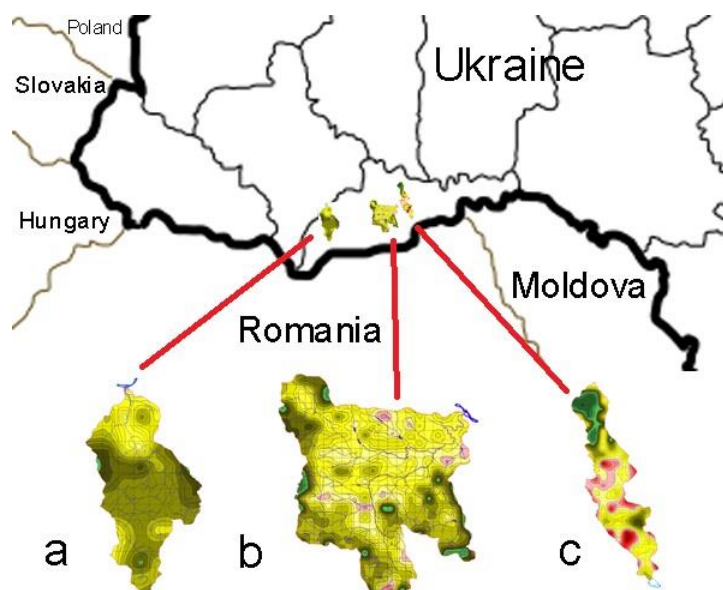 Poland
Ukraine
Slovakia
Hungary
Moldova
Romania
a
b
c